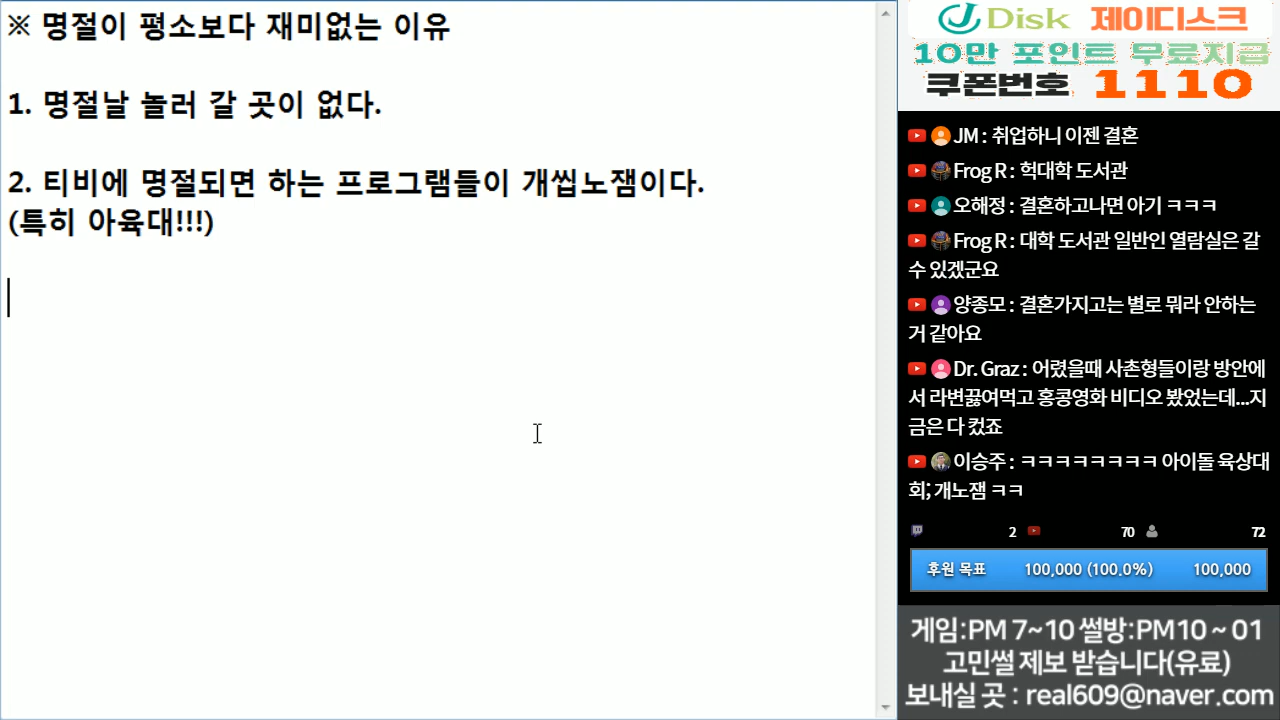 ※ 명절이 평소보다 재미없는 이유
1. 명절날 놀러 갈 곳이 없다.
2. 티비에 명절되면 하는 프로그램들이 개씹노잼이다.
(특히 아육대!!!)
J Disk 제이디스크
10만 포인트 무료지급
쿠폰번호 1110
JM : 취업하니 이젠 결혼
Frog R : 헉대학 도서관
오해정 : 결혼하고나면 아기 ㅋㅋㅋ
Frog R : 대학 도서관 일반인 열람실은 갈
수 있겠군요
양종모 : 결혼가지고는 별로 뭐라 안하는
거 같아요
Dr. Graz : 어렸을때 사촌형들이랑 방안에
서 라변끓여먹고 홍콩영화 비디오 봤었는데...지
금은 다 컸죠
이승주 : ㅋㅋㅋㅋㅋㅋㅋㅋ 아이돌 육상대
회; 개노잼 ㅋㅋ
2 70 72
후원 목표 100,000 (100.0%) 100,000
게임:PM 7~10 썰방:PM10 ~ 01
고민썰 제보 받습니다(유료)
보내실 곳 : real609@naver.com